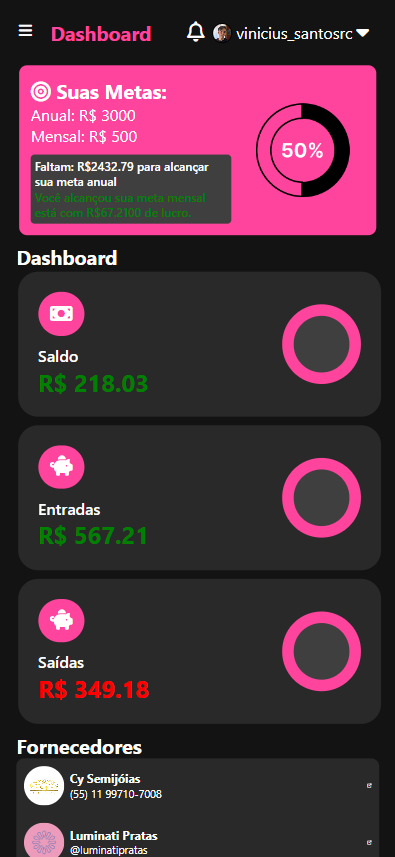 Dashboard
vinicius_santosrc
Suas Metas:
Anual: R$ 3000
Mensal: R$ 500
Faltam: R$2432.79 para alcançar
sua meta anual
Você alcançou sua meta mensal
está com R$67.2100 de lucro.
50%
Dashboard
Saldo
R$ 218.03
Entradas
R$ 567.21
Saídas
R$ 349.18
Fornecedores
Cy Semijóias
(55) 11 99710-7008
Luminati Pratas
@luminatipratas